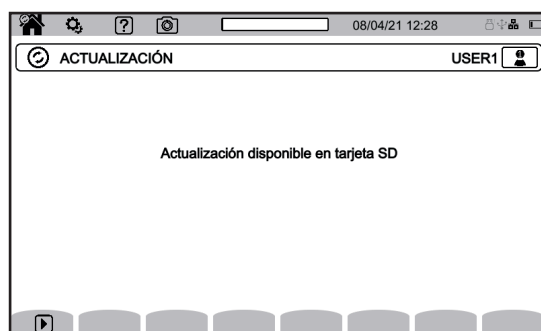 ?
08/04/21 12:28
ACTUALIZACIÓN
USER1
Actualización disponible en tarjeta SD